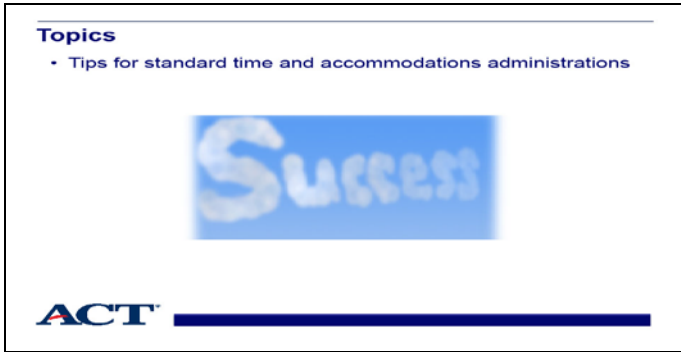 Topics
• Tips for standard time and accommodations administrations
Success
ACT®